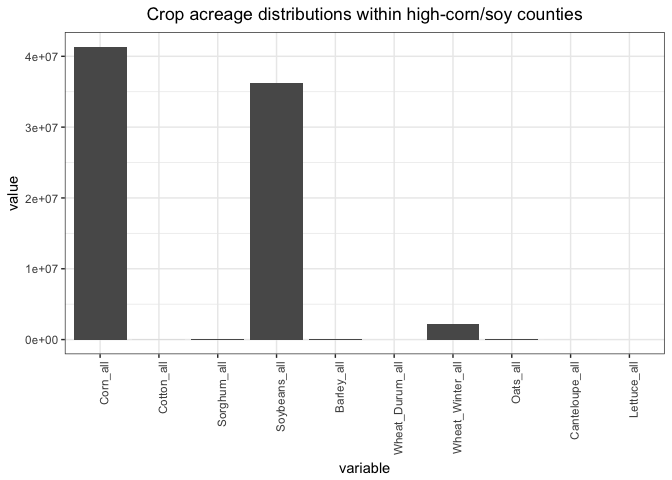 Crop acreage distributions within high-corn/soy counties
value
4e+07
3e+07
2e+07
1e+07
0e+00
Corn_all
Cotton_all
Sorghum_all
Soybeans_all
Barley_all
Wheat_Durum_all
Wheat_Winter_all
Oats_all
Canteloupe_all
Lettuce_all
variable